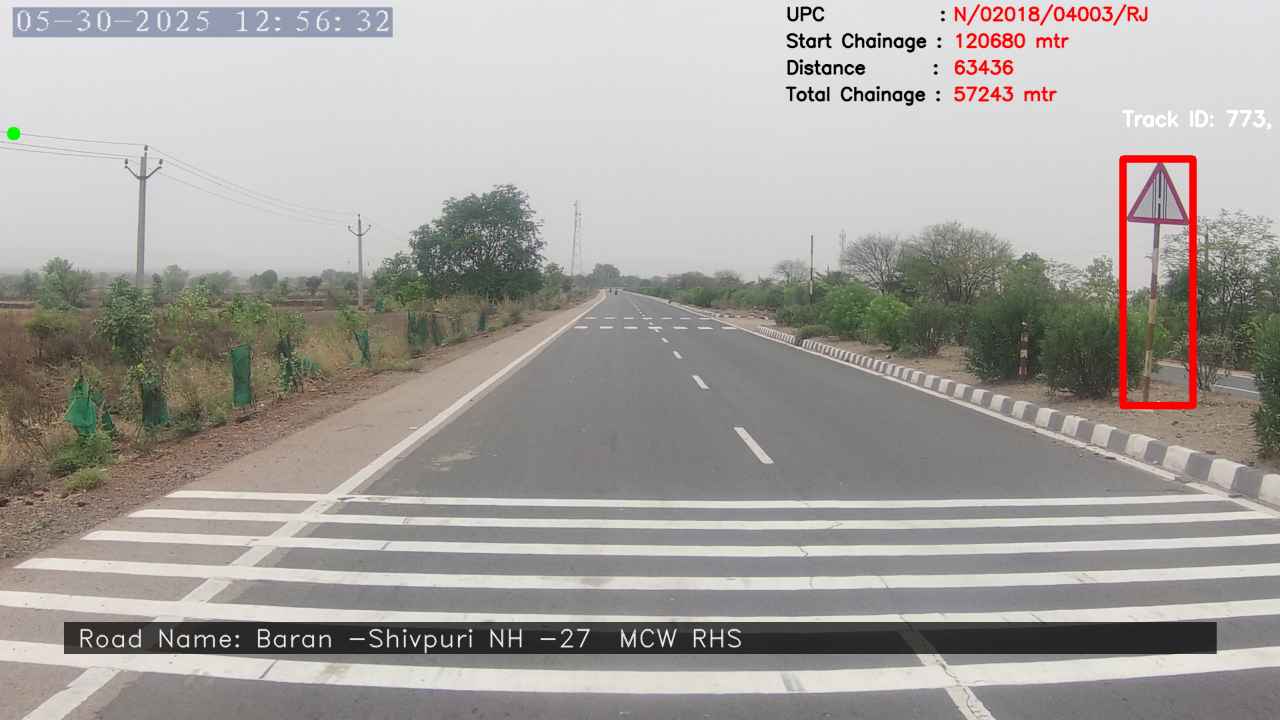 05-30-2025 12:56:32
UPC : N/02018/04003/RJ
Start Chainage : 120680 mtr
Distance : 63436
Total Chainage : 57243 mtr
Track ID: 773,
Road Name: Baran -Shivpuri NH -27 MCW RHS